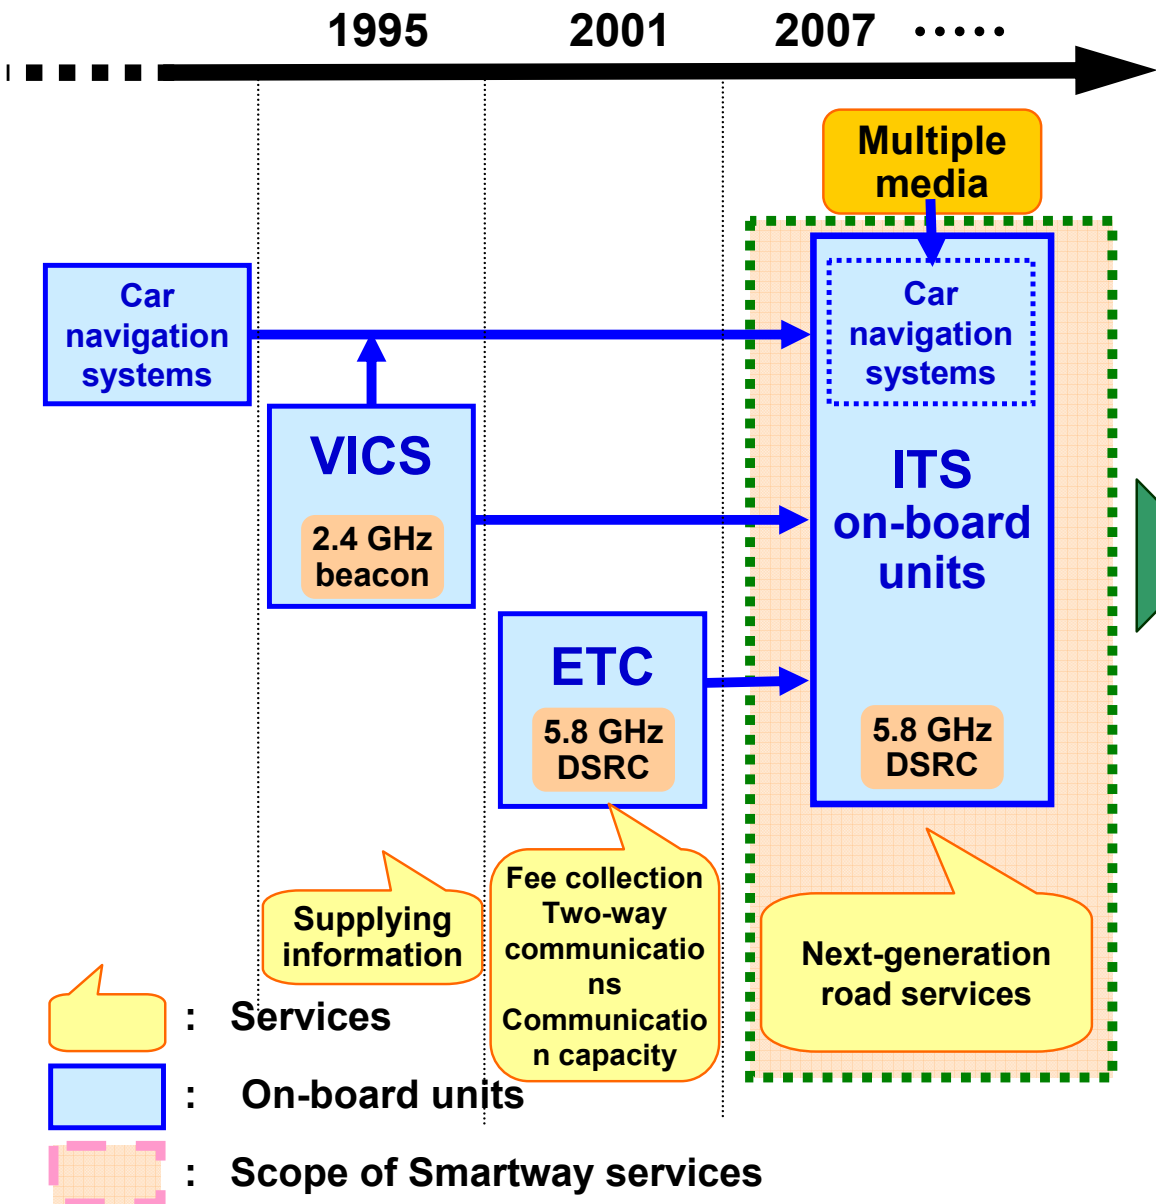 1995 2001 2007 ·····
Multiple
media
Car
navigation
systems
Car
navigation
systems
VICS
2.4 GHz
beacon
ITS
on-board
units
ETC
5.8 GHz
DSRC
5.8 GHz
DSRC
Supplying
information
Fee collection
Two-way
communicatio
ns
Communicatio
n capacity
Next-generation
road services
: Services
: On-board units
: Scope of Smartway services